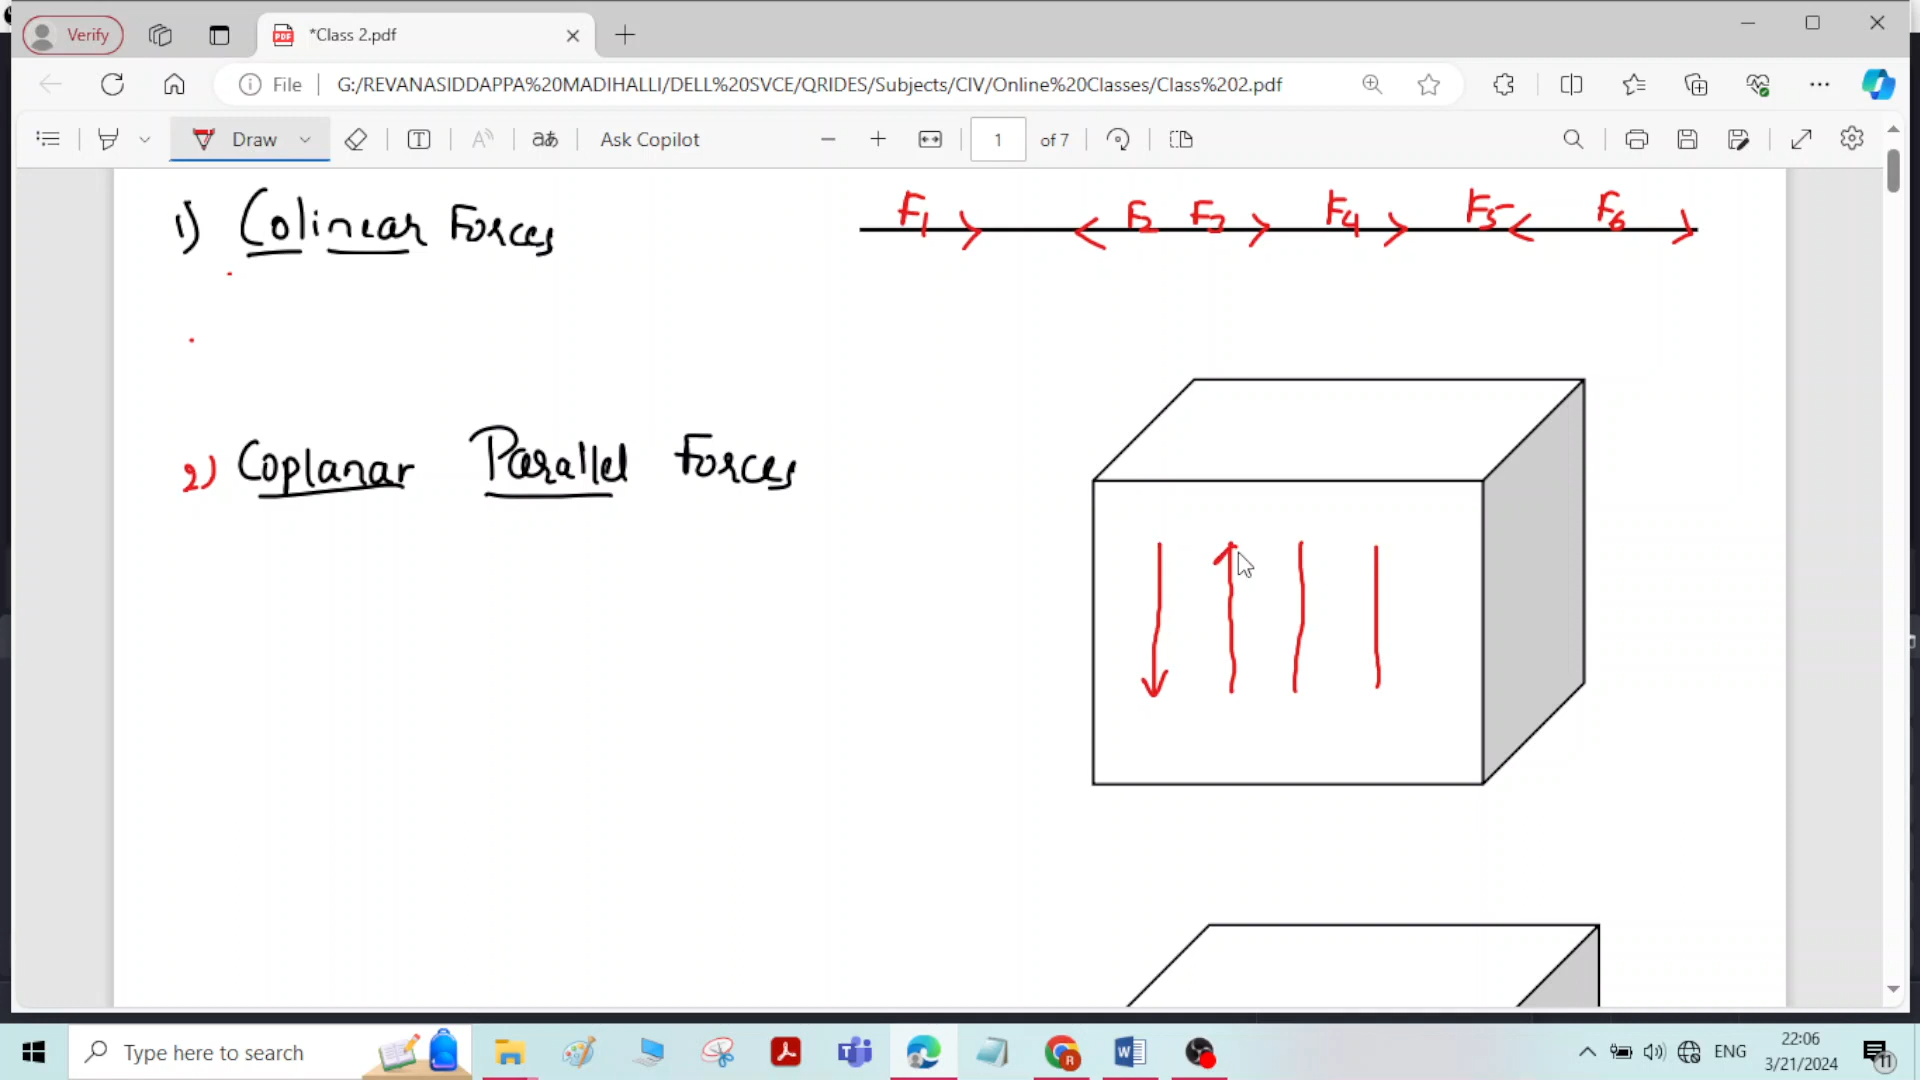 Verify
*Class 2.pdf
File
G:/REVANASIDDAPPA%20MADIHALLI/DELL%20SVCE/QRIDES/Subjects/CIV/Online%20Classes/Class%202.pdf
Draw
Ask Copilot
1 of 7
1) Colinear Forces
F1 F2 F3 F4 F5 F6
2) Coplanar Parallel Forces
Type here to search
ENG
22:06
3/21/2024
11